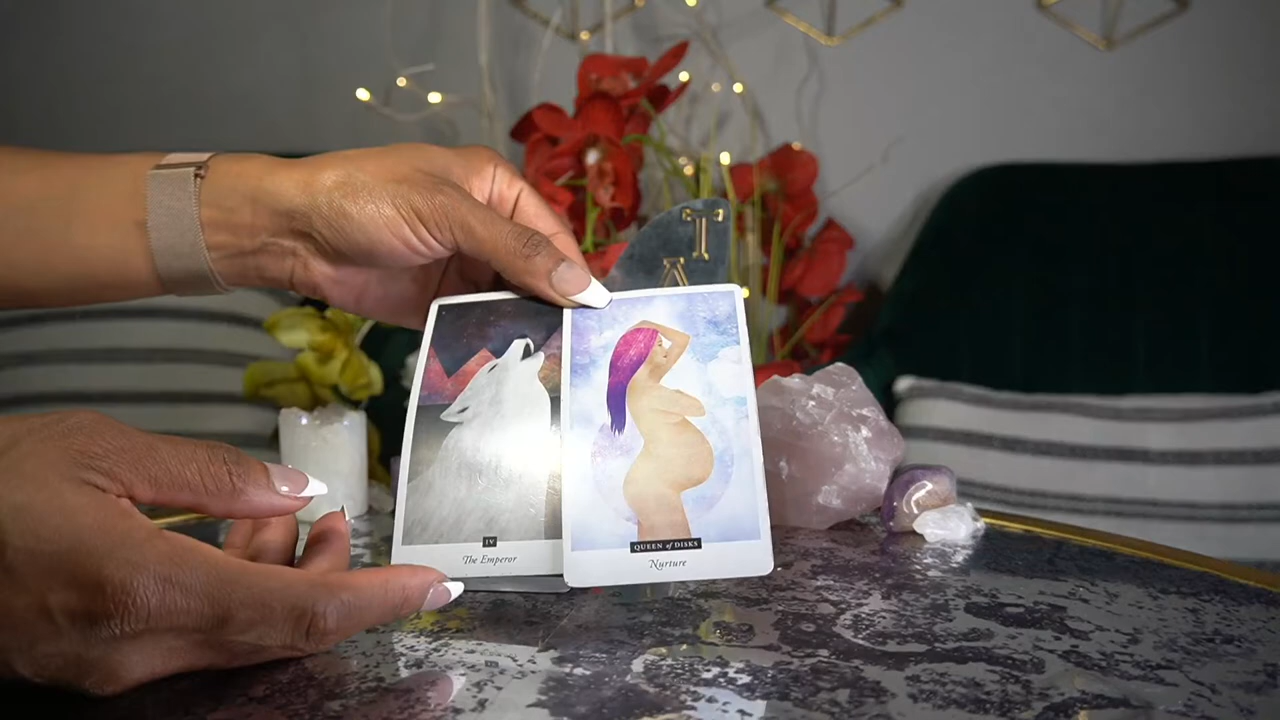 T
A
IV
The Emperor
QUEEN of DISKS
Nurture